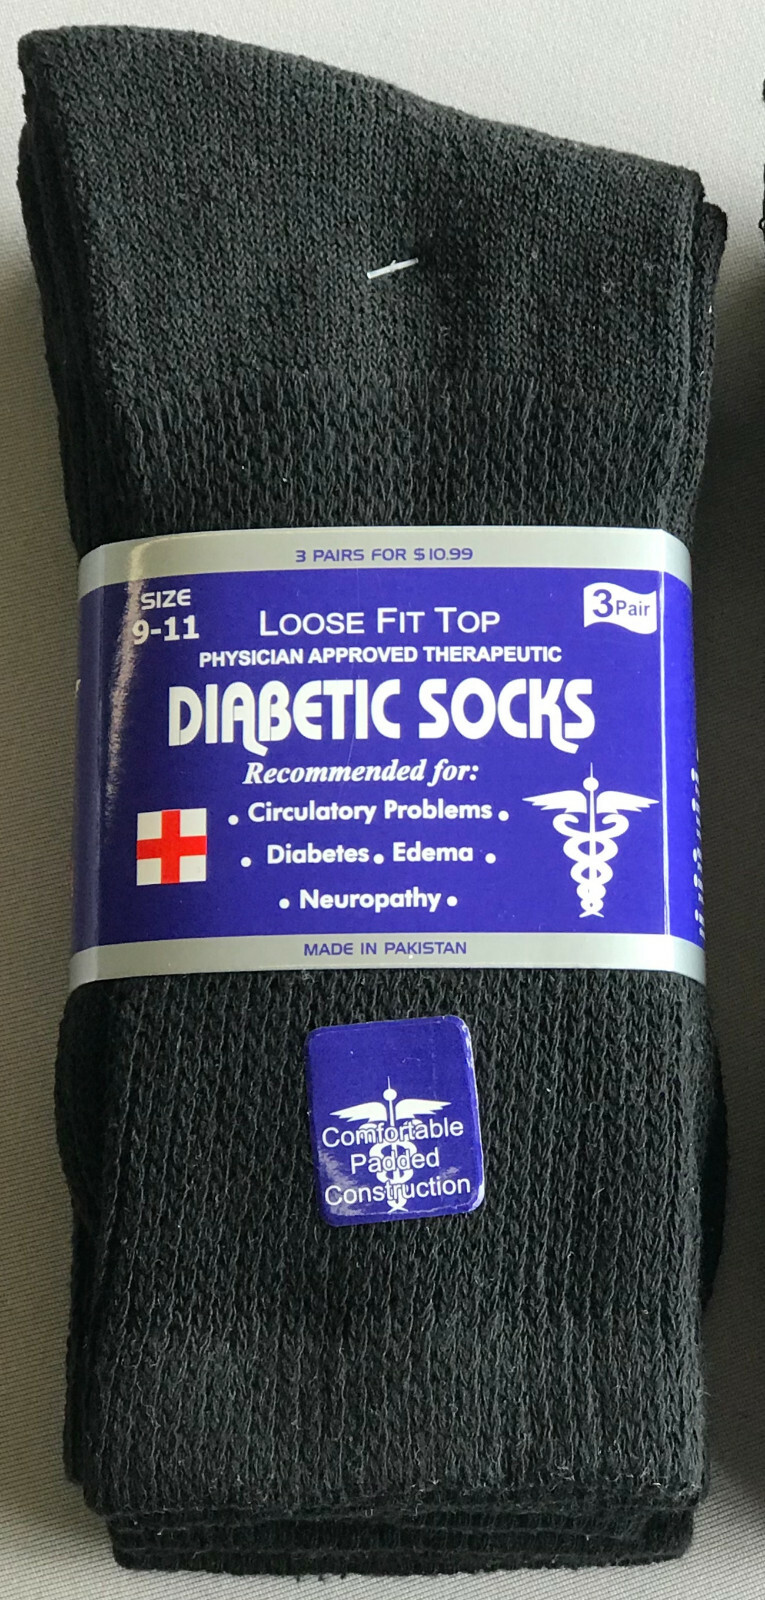 3 PAIRS FOR $10.99
SIZE
9-11
LOOSE FIT TOP
3 Pair
PHYSICIAN APPROVED THERAPEUTIC
DIABETIC SOCKS
Recommended for:
• Circulatory Problems •
• Diabetes • Edema •
• Neuropathy •
MADE IN PAKISTAN
Comfortable
Padded
Construction